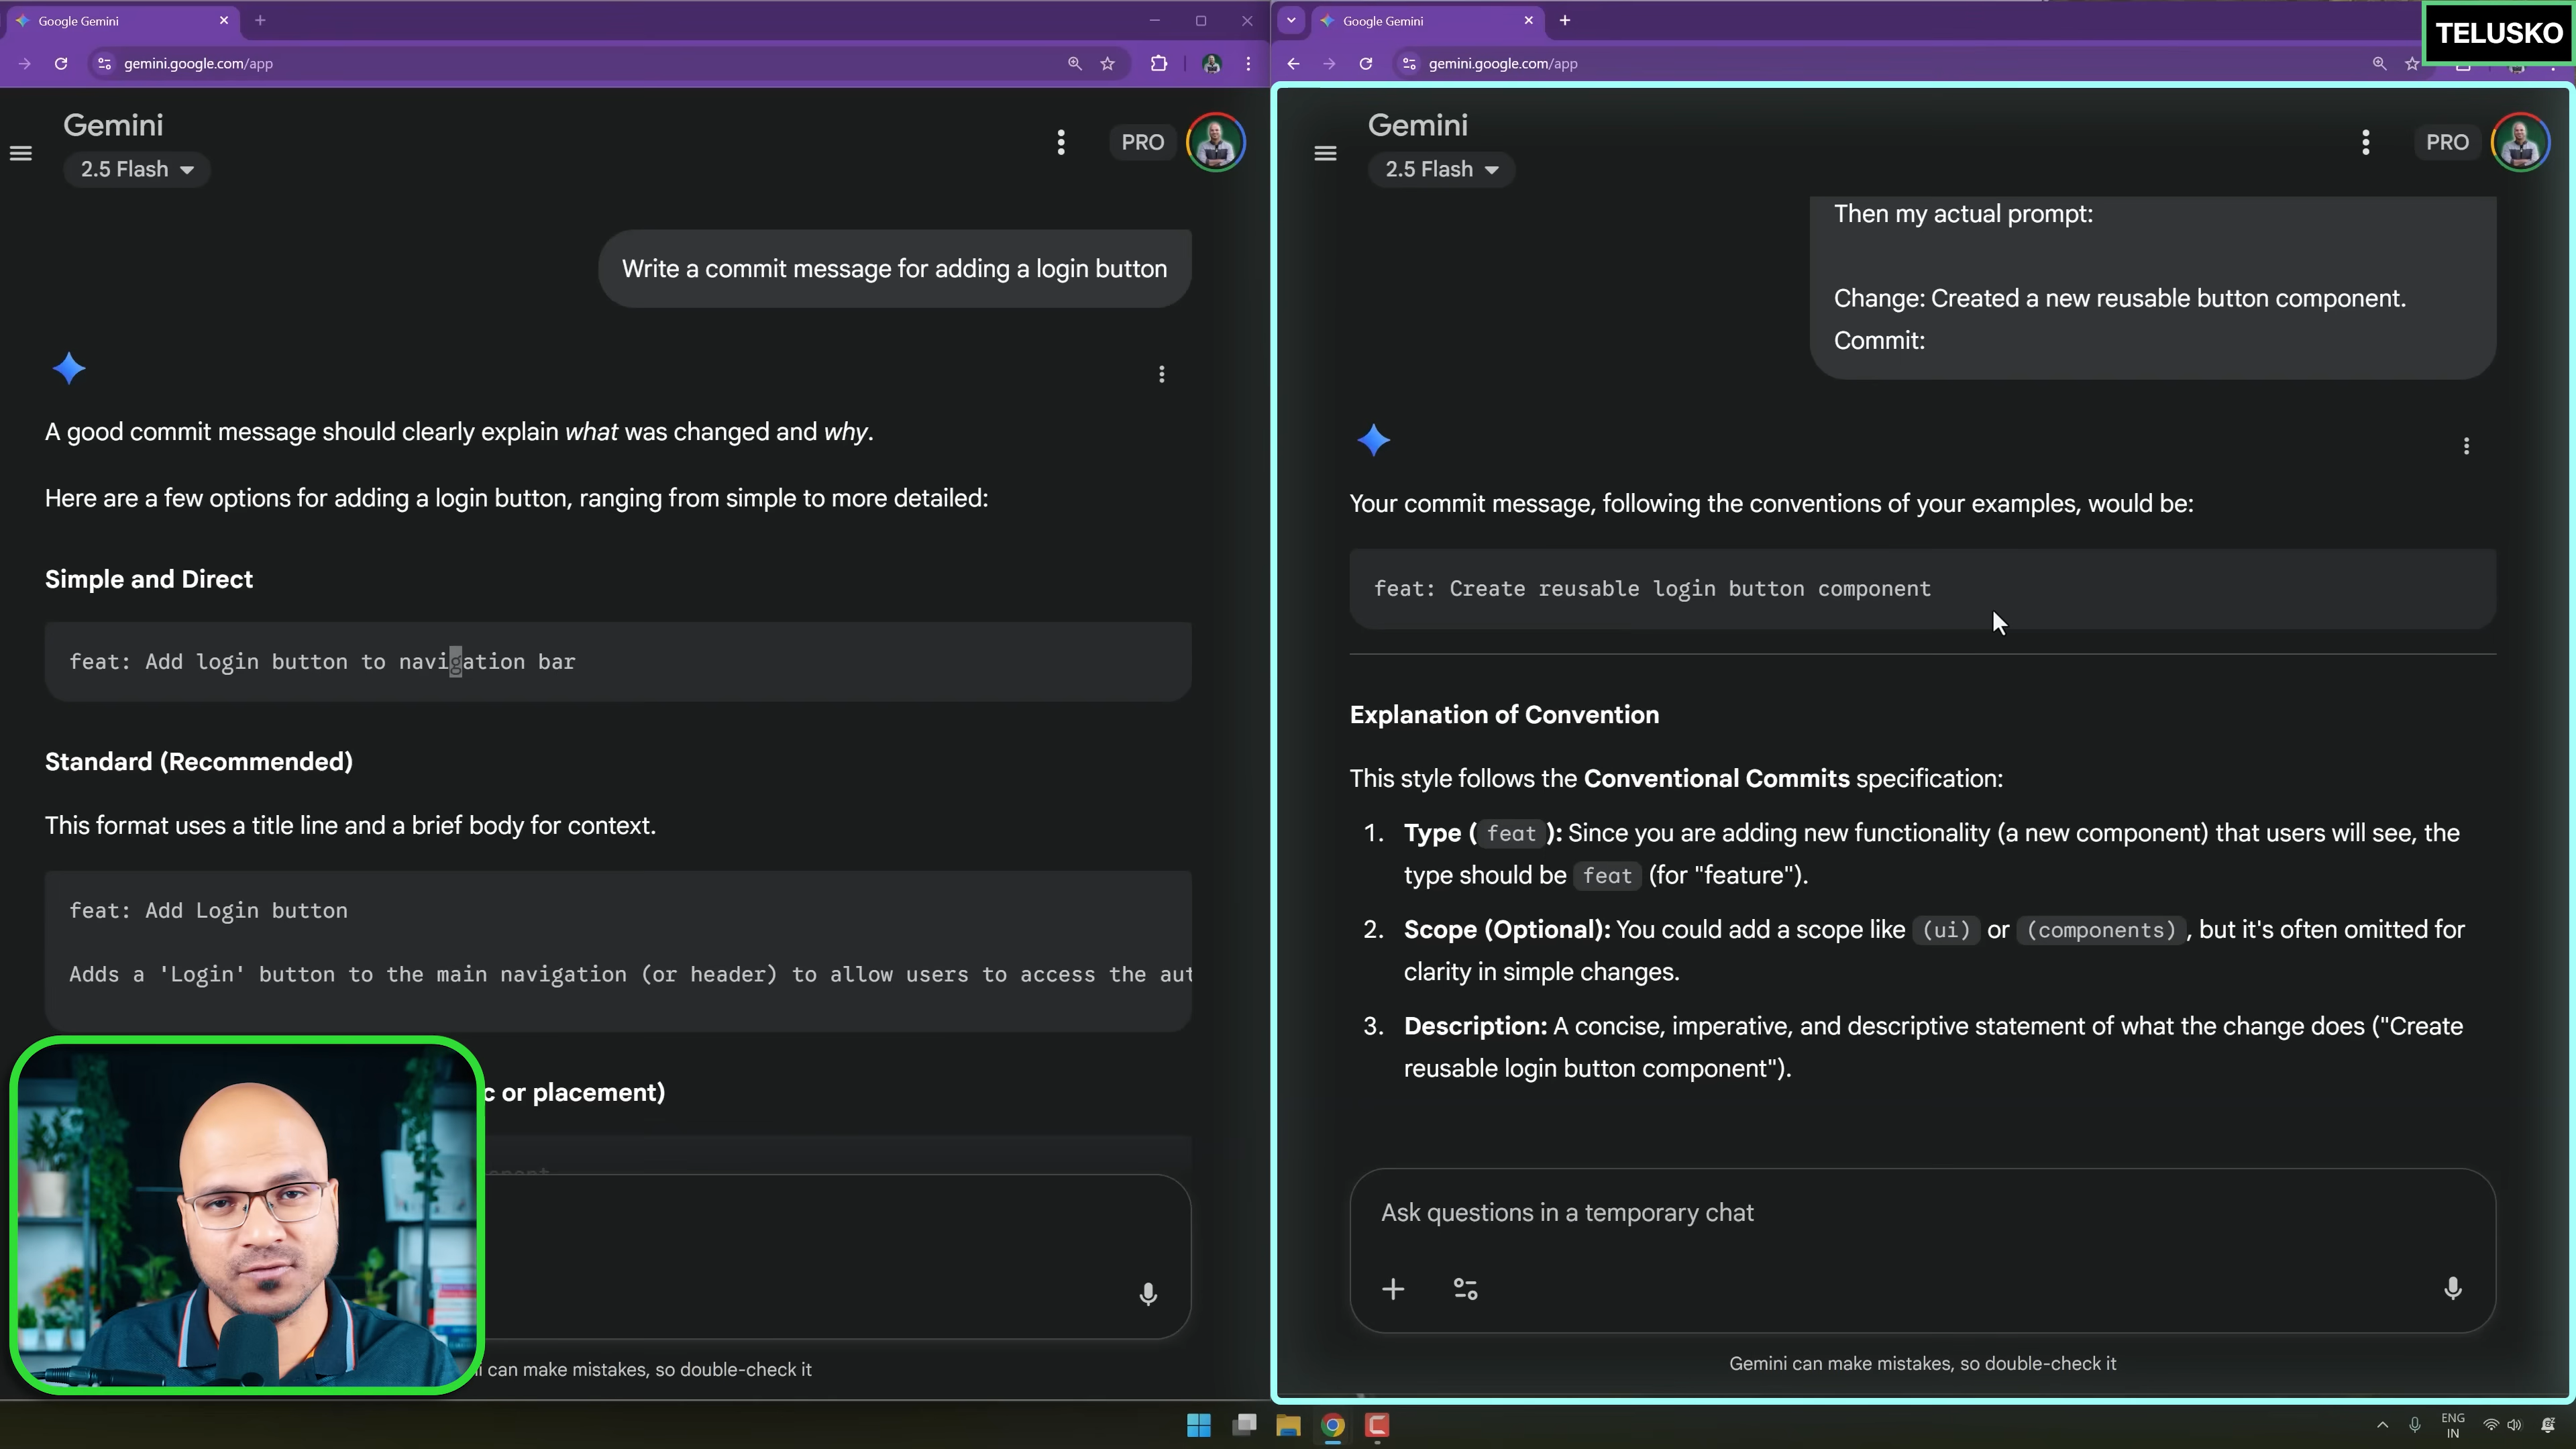 Google Gemini
gemini.google.com/app
Gemini
2.5 Flash
PRO
Write a commit message for adding a login button
A good commit message should clearly explain what was changed and why.
Here are a few options for adding a login button, ranging from simple to more detailed:
Simple and Direct
feat: Add login button to navigation bar
Standard (Recommended)
This format uses a title line and a brief body for context.
feat: Add Login button
Adds a 'Login' button to the main navigation (or header) to allow users to access the aut
c or placement)
can make mistakes, so double-check it
Google Gemini
TELUSKO
gemini.google.com/app
Gemini
2.5 Flash
PRO
Then my actual prompt:
Change: Created a new reusable button component.
Commit:
Your commit message, following the conventions of your examples, would be:
feat: Create reusable login button component
Explanation of Convention
This style follows the Conventional Commits specification:
1. Type ( feat ): Since you are adding new functionality (a new component) that users will see, the
type should be feat (for "feature").
2. Scope (Optional): You could add a scope like (ui) or (components) , but it's often omitted for
clarity in simple changes.
3. Description: A concise, imperative, and descriptive statement of what the change does ("Create
reusable login button component").
Ask questions in a temporary chat
Gemini can make mistakes, so double-check it
ENG
IN